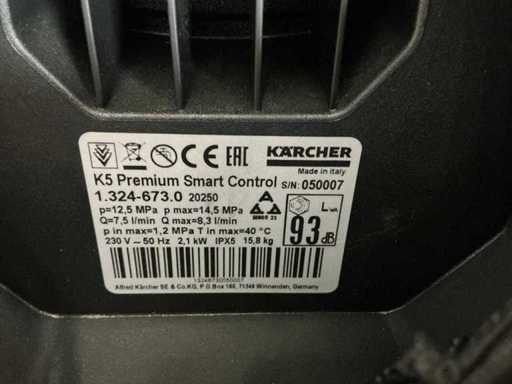 CE EAC KÄRCHER
Made in Italy
K5 Premium Smart Control S/N: 050007
1.324-673.0 20250
p=12,5 MPa p max=14,5 MPa
Q=7,5 l/min Q max=8,3 l/min
p in max=1,2 MPa T in max=40 °C
230 V ~ 50 Hz 2,1 kW IPX5 15,8 kg
LWA
93 dB
Alfred Kärcher SE & Co.KG, P.O.Box 160, 71349 Winnenden, Germany